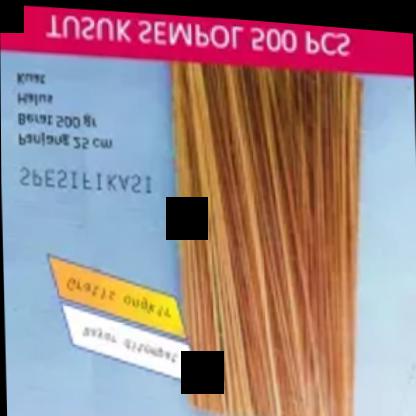 Bayar ditempat
Gratis ongkir
SPESIFIKASI
Panjang 25 cm
Berat 500 gr
Halus
Kuat
TUSUK SEMPOL 500 PCS